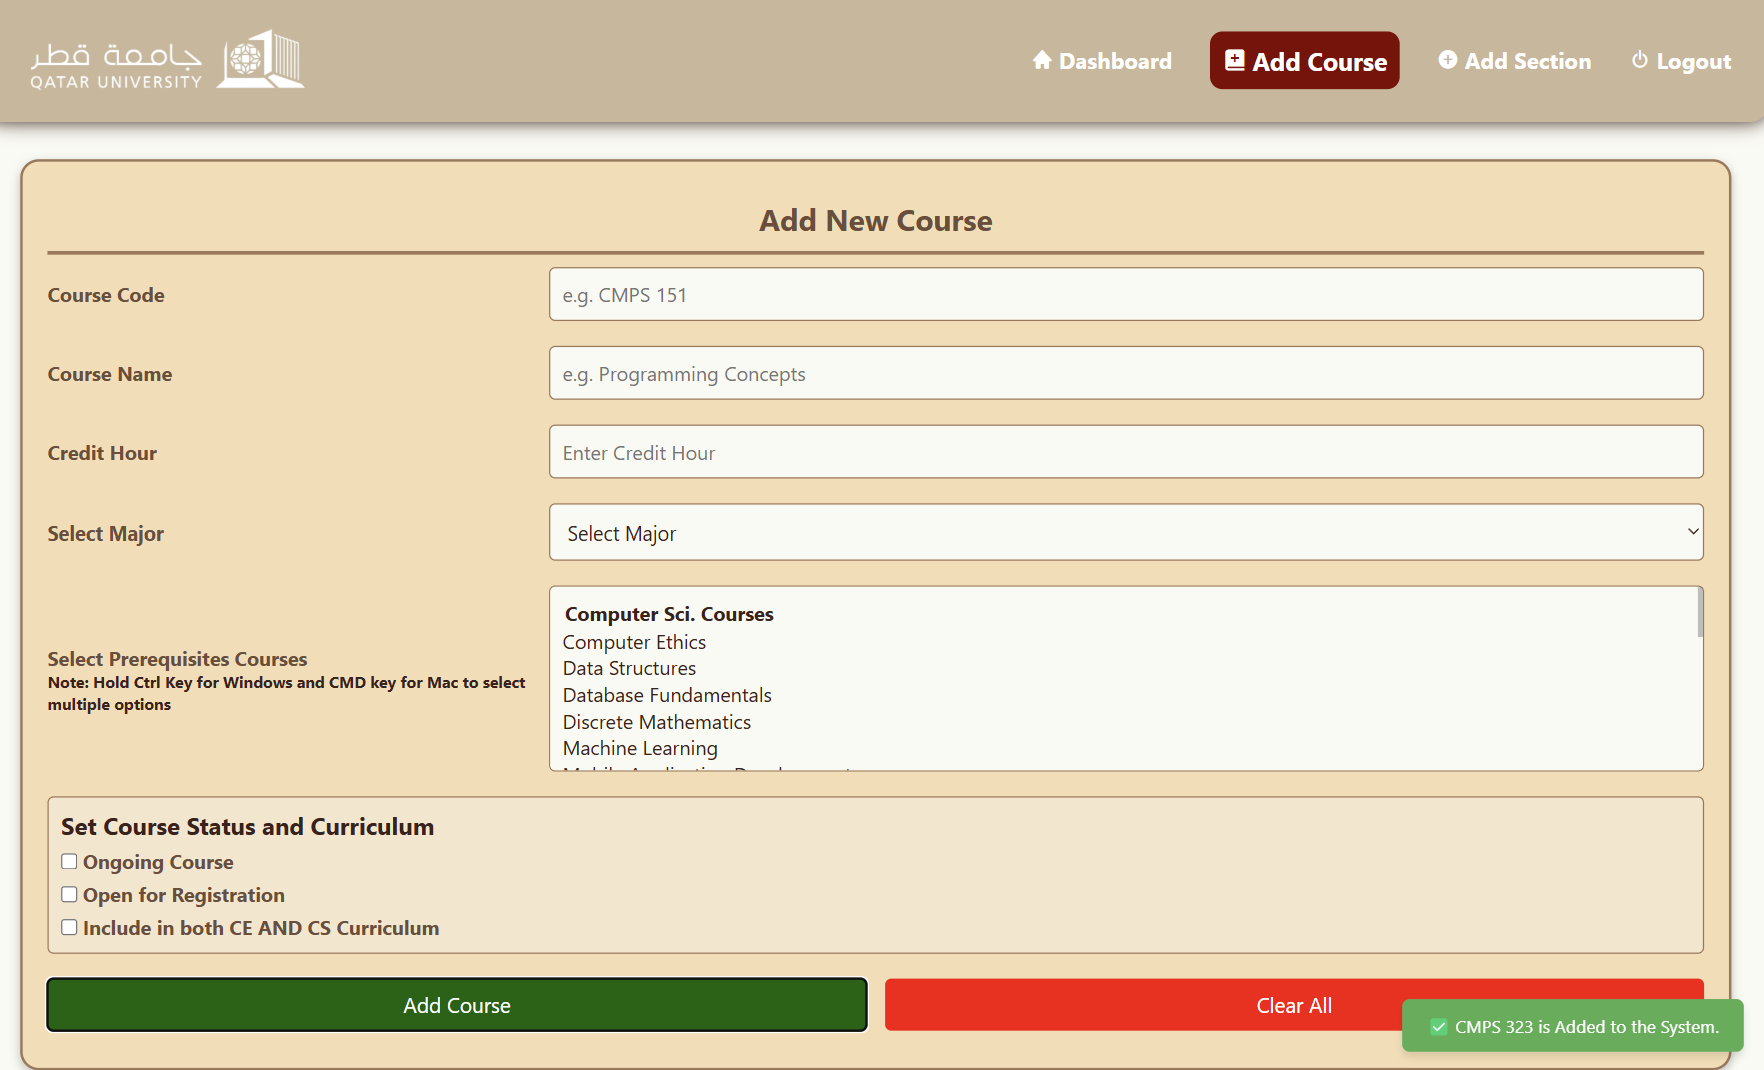 جامعة قطر
QATAR UNIVERSITY
Dashboard
Add Course
Add Section
Logout
Add New Course
Course Code
e.g. CMPS 151
Course Name
e.g. Programming Concepts
Credit Hour
Enter Credit Hour
Select Major
Select Major
Select Prerequisites Courses
Note: Hold Ctrl Key for Windows and CMD key for Mac to select
multiple options
Computer Sci. Courses
Computer Ethics
Data Structures
Database Fundamentals
Discrete Mathematics
Machine Learning
Set Course Status and Curriculum
Ongoing Course
Open for Registration
Include in both CE AND CS Curriculum
Add Course
Clear All
CMPS 323 is Added to the System.